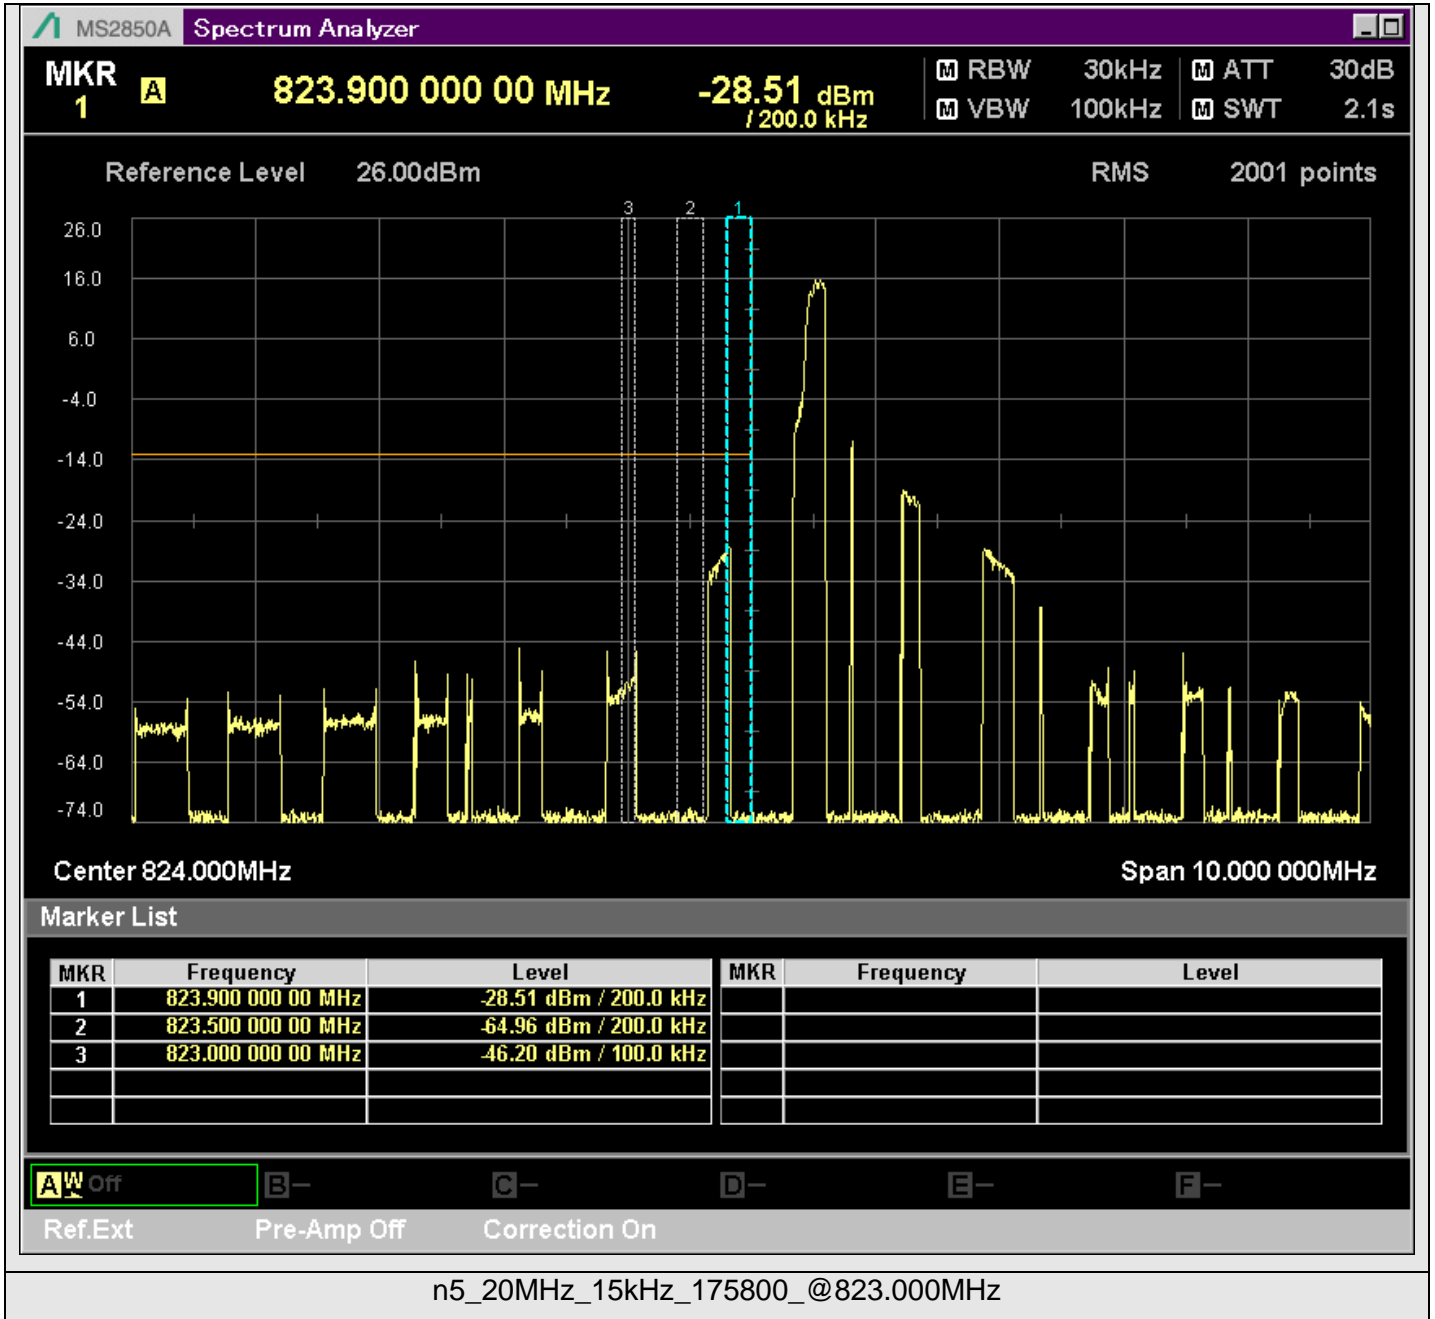 MS2850A Spectrum Analyzer
MKR 1 A 823.900 000 00 MHz -28.51 dBm / 200.0 kHz
M RBW 30kHz M ATT 30dB
M VBW 100kHz M SWT 2.1s
Reference Level 26.00dBm RMS 2001 points
3 2 1
26.0
16.0
6.0
-4.0
-14.0
-24.0
-34.0
-44.0
-54.0
-64.0
-74.0
Center 824.000MHz Span 10.000 000MHz
Marker List
MKR Frequency Level MKR Frequency Level
1 823.900 000 00 MHz -28.51 dBm / 200.0 kHz
2 823.500 000 00 MHz -64.96 dBm / 200.0 kHz
3 823.000 000 00 MHz -46.20 dBm / 100.0 kHz
A W Off B – C – D – E – F –
Ref.Ext Pre-Amp Off Correction On
n5_20MHz_15kHz_175800_@823.000MHz